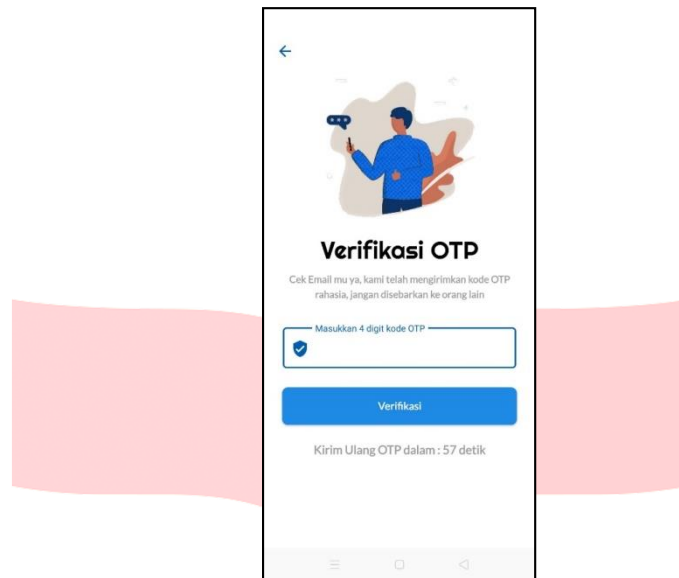 Verifikasi OTP
Cek Email mu ya, kami telah mengirimkan kode OTP
rahasia, jangan disebarkan ke orang lain
Masukkan 4 digit kode OTP
Verifikasi
Kirim Ulang OTP dalam : 57 detik